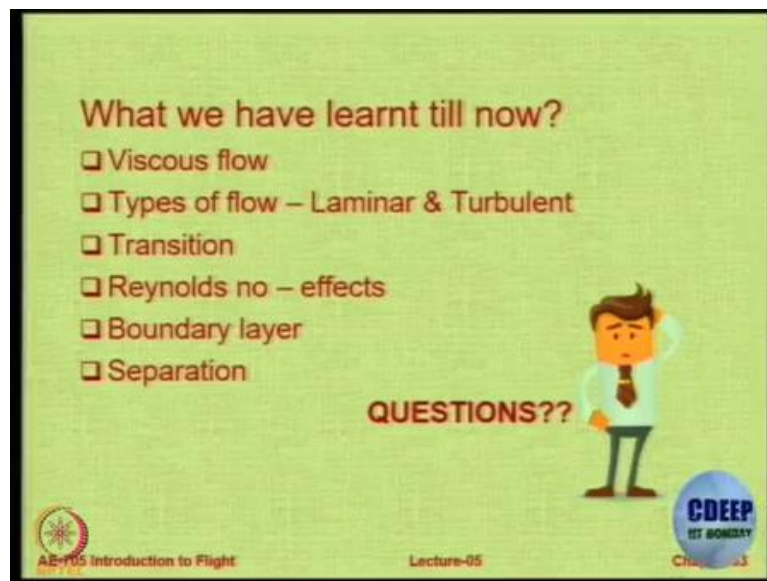 What we have learnt till now?
Viscous flow
Types of flow – Laminar & Turbulent
Transition
Reynolds no – effects
Boundary layer
Separation
QUESTIONS??
CDEEP
IIT BOMBAY
NPTEL
Introduction to Flight
Lecture-05